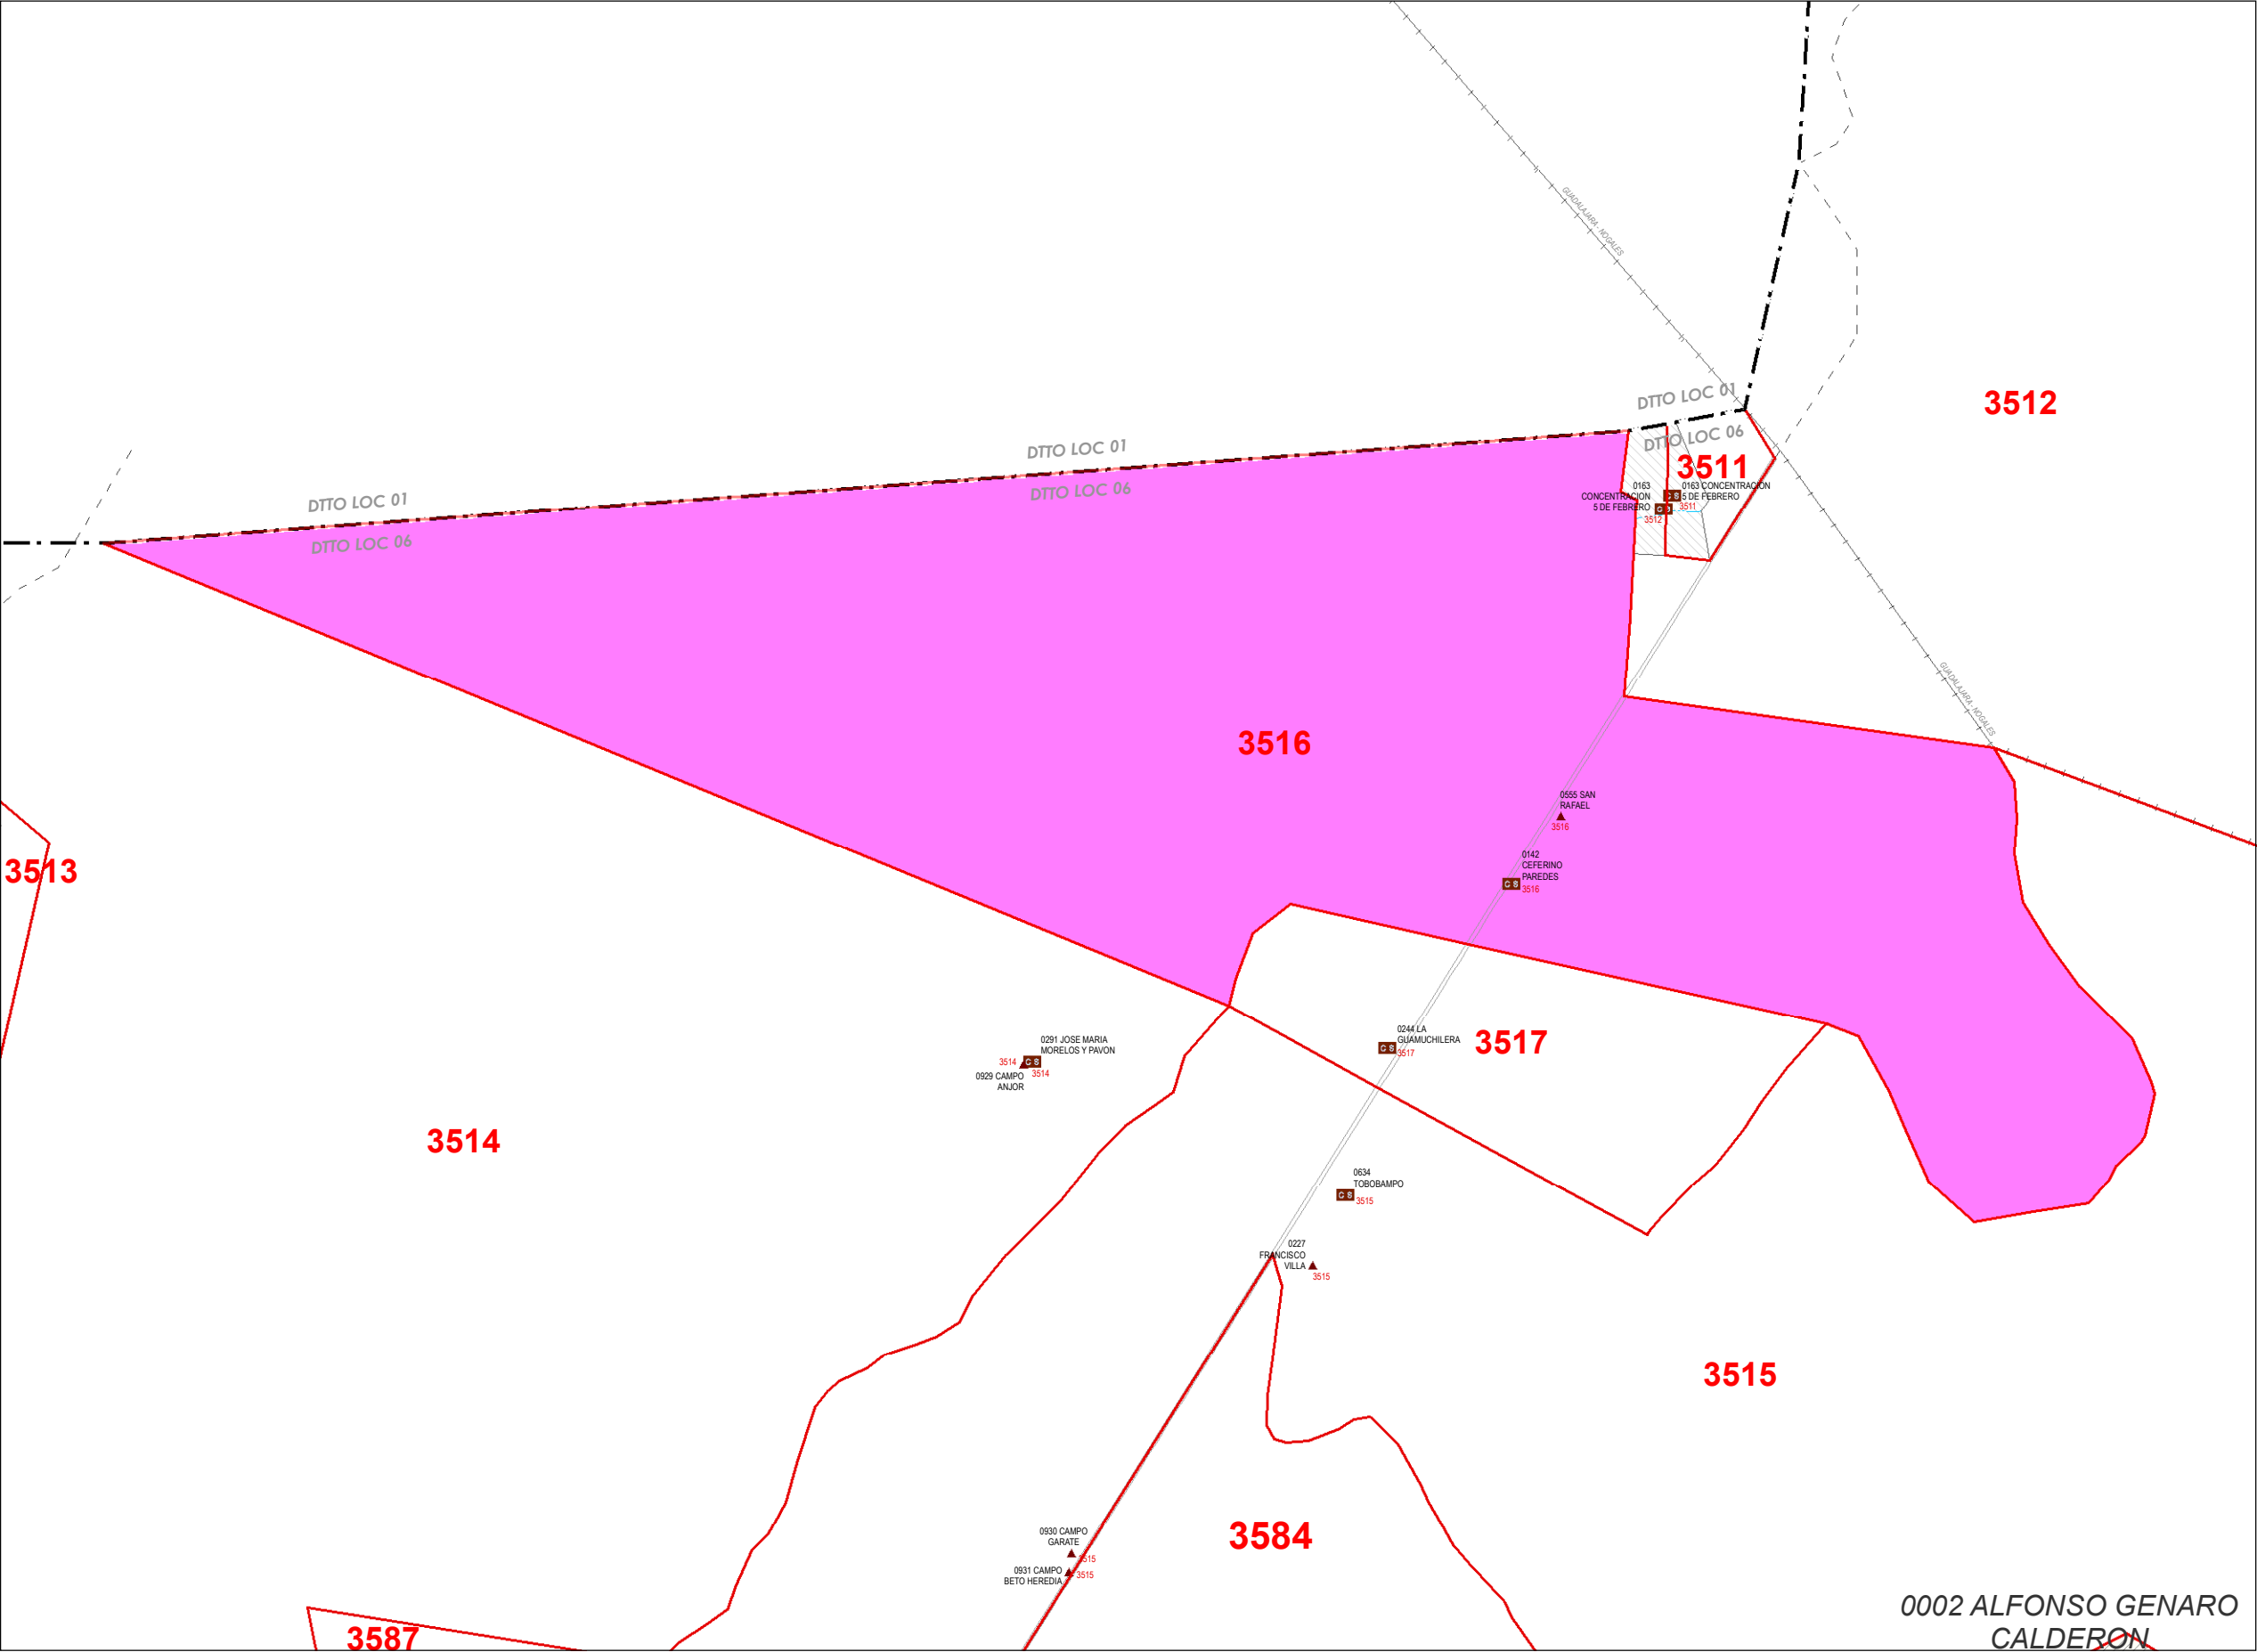 GUADALAJARA - NOGALES
DTTO LOC 01
3512
DTTO LOC 01
DTTO LOC 06
3511
DTTO LOC 01
DTTO LOC 06
DTTO LOC 06
0163
CONCENTRACION
5 DE FEBRERO
3512
C S
0163 CONCENTRACION
5 DE FEBRERO
3511
C S
GUADALAJARA - NOGALES
3516
0555 SAN
RAFAEL
3516
0142
CEFERINO
PAREDES
C S
3516
3513
0244 LA
GUAMUCHILERA
C S
3517
3517
0291 JOSE MARIA
MORELOS Y PAVON
3514
C S
3514
0929 CAMPO
ANJOR
3514
0634
TOBOBAMPO
C S
3515
0227
FRANCISCO
VILLA
3515
3515
0930 CAMPO
GARATE
3515
0931 CAMPO
BETO HEREDIA
3515
3584
3587
0002 ALFONSO GENARO
CALDERON